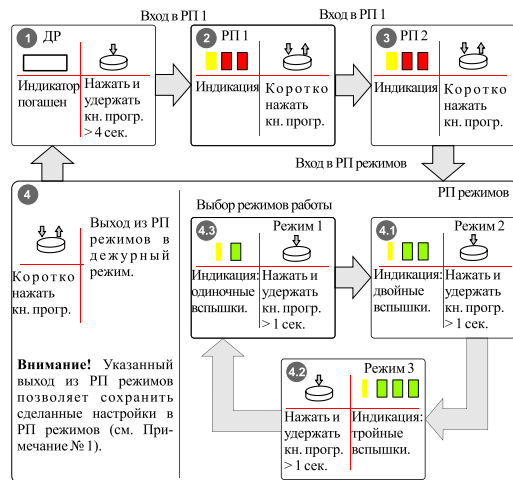 Вход в РП 1
Вход в РП 1
1 ДР
Индикатор
погашен
Нажать и
удержать
кн. прогр.
> 4 сек.
2 РП 1
Индикация
Коротко
нажать
кн. прогр.
3 РП 2
Индикация
Коротко
нажать
кн. прогр.
Вход в РП режимов
4
РП режимов
Выход из РП
режимов в
дежурный
режим.
Коротко
нажать
кн. прогр.
Внимание! Указанный
выход из РП режимов
позволяет сохранить
сделанные настройки в
РП режимов (см. При-
мечание № 1).
Выбор режимов работы
4.3 Режим 1
Индикация:
одиночные
вспышки.
Нажать и
удержать
кн. прогр.
> 1 сек.
4.1 Режим 2
Индикация:
двойные
вспышки.
Нажать и
удержать
кн. прогр.
> 1 сек.
4.2 Режим 3
Нажать и
удержать
кн. прогр.
> 1 сек.
Индикация:
тройные
вспышки.